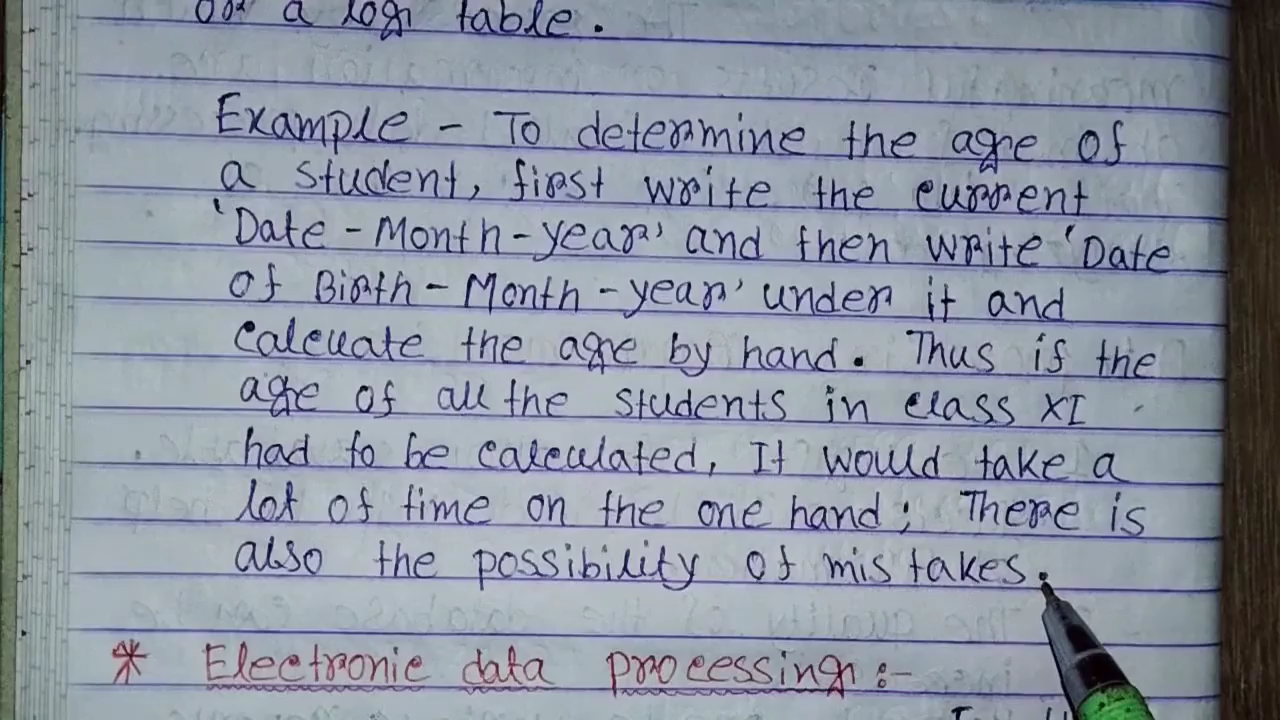 or a log table.
Example - To determine the age of
a student, first write the current
'Date - Month - year' and then write 'Date
of Birth - Month - year' under it and
calcuate the age by hand. Thus if the
age of all the students in class XI
had to be calculated, It would take a
lot of time on the one hand; There is
also the possibility of mistakes.
* Electronic data processing :-